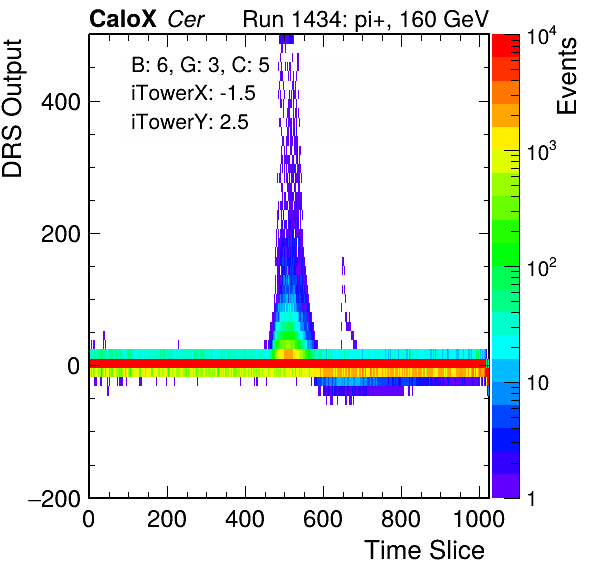 CaloX Cer Run 1434: pi+, 160 GeV
B: 6, G: 3, C: 5
iTowerX: -1.5
iTowerY: 2.5
DRS Output
400
200
0
−200
0 200 400 600 800 1000
Time Slice
Events
10^4
10^3
10^2
10
1